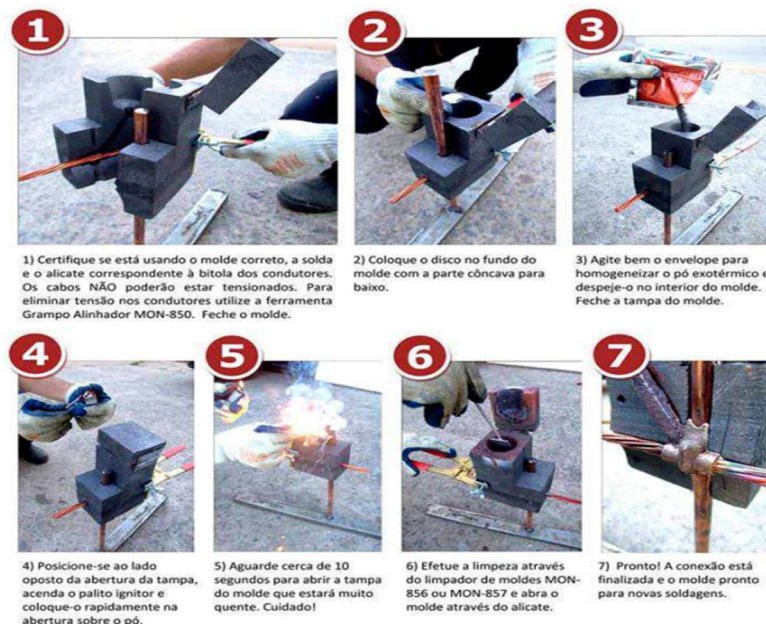 1
2
3
1) Certifique se está usando o molde correto, a solda
e o alicate correspondente à bitola dos condutores.
Os cabos NÃO poderão estar tensionados. Para
eliminar tensão nos condutores utilize a ferramenta
Grampo Alinhador MON-850.  Feche o molde.
2) Coloque o disco no fundo do
molde com a parte côncava para
baixo.
3) Agite bem o envelope para
homogeneizar o pó exotérmico e
despeje-o no interior do molde.
Feche a tampa do molde.
4
5
6
7
4) Posicione-se ao lado
oposto da abertura da tampa,
acenda o palito ignitor e
coloque-o rapidamente na
abertura sobre o pó.
5) Aguarde cerca de 10
segundos para abrir a tampa
do molde que estará muito
quente. Cuidado!
6) Efetue a limpeza através
do limpador de moldes MON-
856 ou MON-857 e abra o
molde através do alicate.
7) Pronto! A conexão está
finalizada e o molde pronto
para novas soldagens.